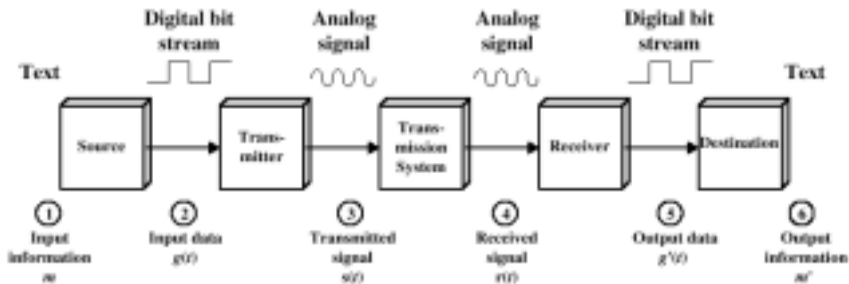 Digital bit
stream
Analog
signal
Analog
signal
Digital bit
stream
Text
Text
Source
Trans-
mitter
Trans-
mission
System
Receiver
Destination
1
Input
information
m
2
Input data
g(t)
3
Transmitted
signal
s(t)
4
Received
signal
r(t)
5
Output data
g'(t)
6
Output
information
m'